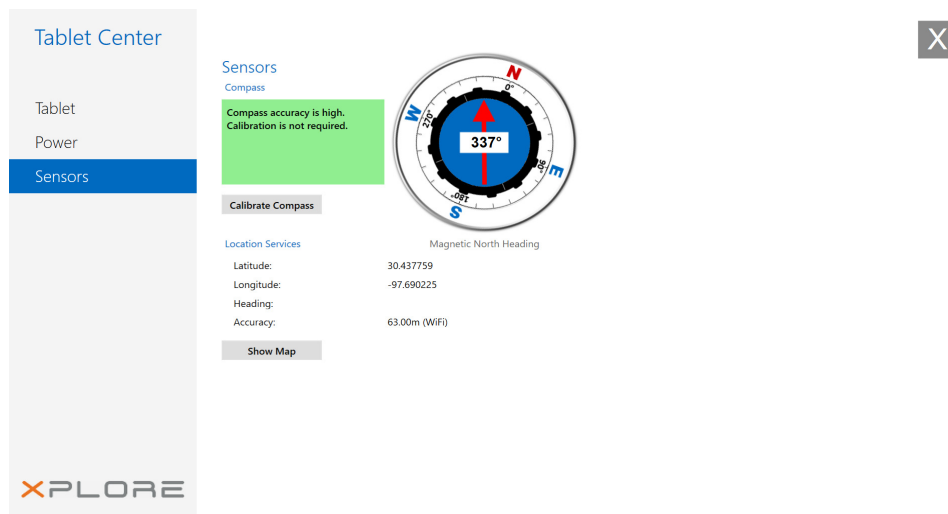 Tablet Center
X
Tablet
Power
Sensors
Sensors
Compass
Compass accuracy is high.
Calibration is not required.
Calibrate Compass
N
0°
W
270°
337°
90°
E
180°
S
Magnetic North Heading
Location Services
Latitude: 30.437759
Longitude: -97.690225
Heading:
Accuracy: 63.00m (WiFi)
Show Map
XPLORE